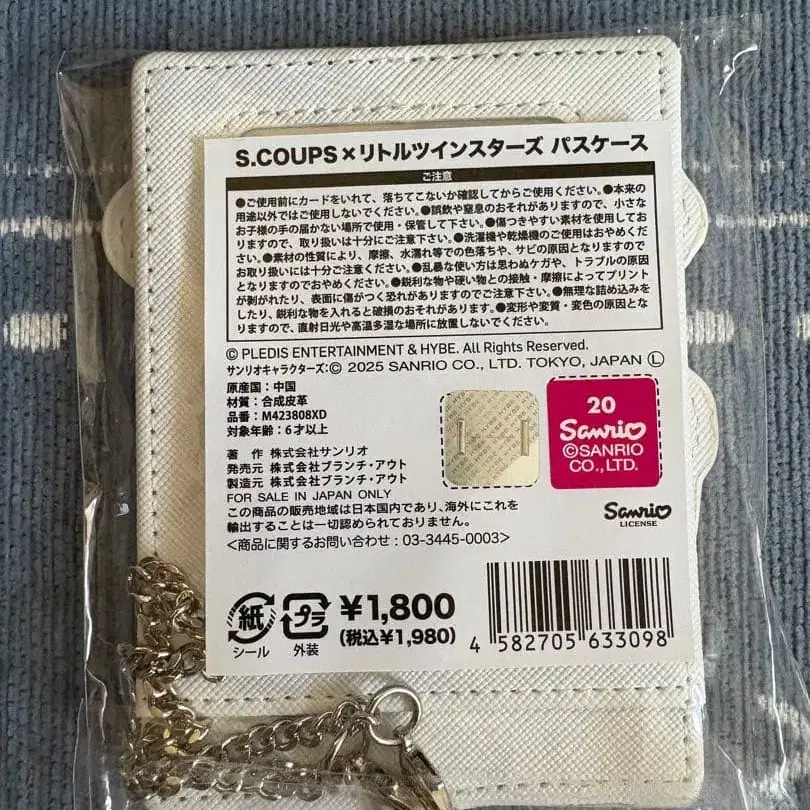 S.COUPS×リトルツインスターズ パスケース
ご注意
●ご使用前にカードをいれて、落ちてこないか確認してからご使用ください。●本来の
用途以外ではご使用しないでください。●誤飲や窒息のおそれがありますので、小さな
お子様の手の届かない場所で使用・保管して下さい。●傷つきやすい素材を使用してお
りますので、取り扱いは十分にご注意下さい。●洗濯機や乾燥機のご使用はおやめくだ
さい。●素材の性質により、摩擦、水濡れ等での色落ちや、サビの原因となりますので
お取り扱いには十分ご注意ください。●乱暴な使い方は思わぬケガや、トラブルの原因
となりますのでおやめください。●鋭利な物や硬い物との接触・摩擦によってプリント
が剥がれたり、表面に傷がつく恐れがありますのでご注意下さい。●無理な詰め込みを
したり、鋭利な物を入れると破損のおそれがあります。●変形や変質・変色の原因とな
りますので、直射日光や高温多湿な場所に放置しないでください。
© PLEDIS ENTERTAINMENT & HYBE. All Rights Reserved.
サンリオキャラクターズ:© 2025 SANRIO CO., LTD. TOKYO, JAPAN Ⓛ
原産国:中国
材質:合成皮革
品番:M423808XD
対象年齢:6才以上
著 作 株式会社サンリオ
発売元 株式会社ブランチ・アウト
製造元 株式会社ブランチ・アウト
FOR SALE IN JAPAN ONLY
この商品の販売地域は日本国内であり、海外にこれを
輸出することは一切認められておりません。
<商品に関するお問い合わせ:03-3445-0003>
20
Sanrio
©SANRIO
CO.,LTD.
Sanrio
LICENSE
紙
シール
プラ
外装
¥1,800
(税込¥1,980)
4 582705 633098